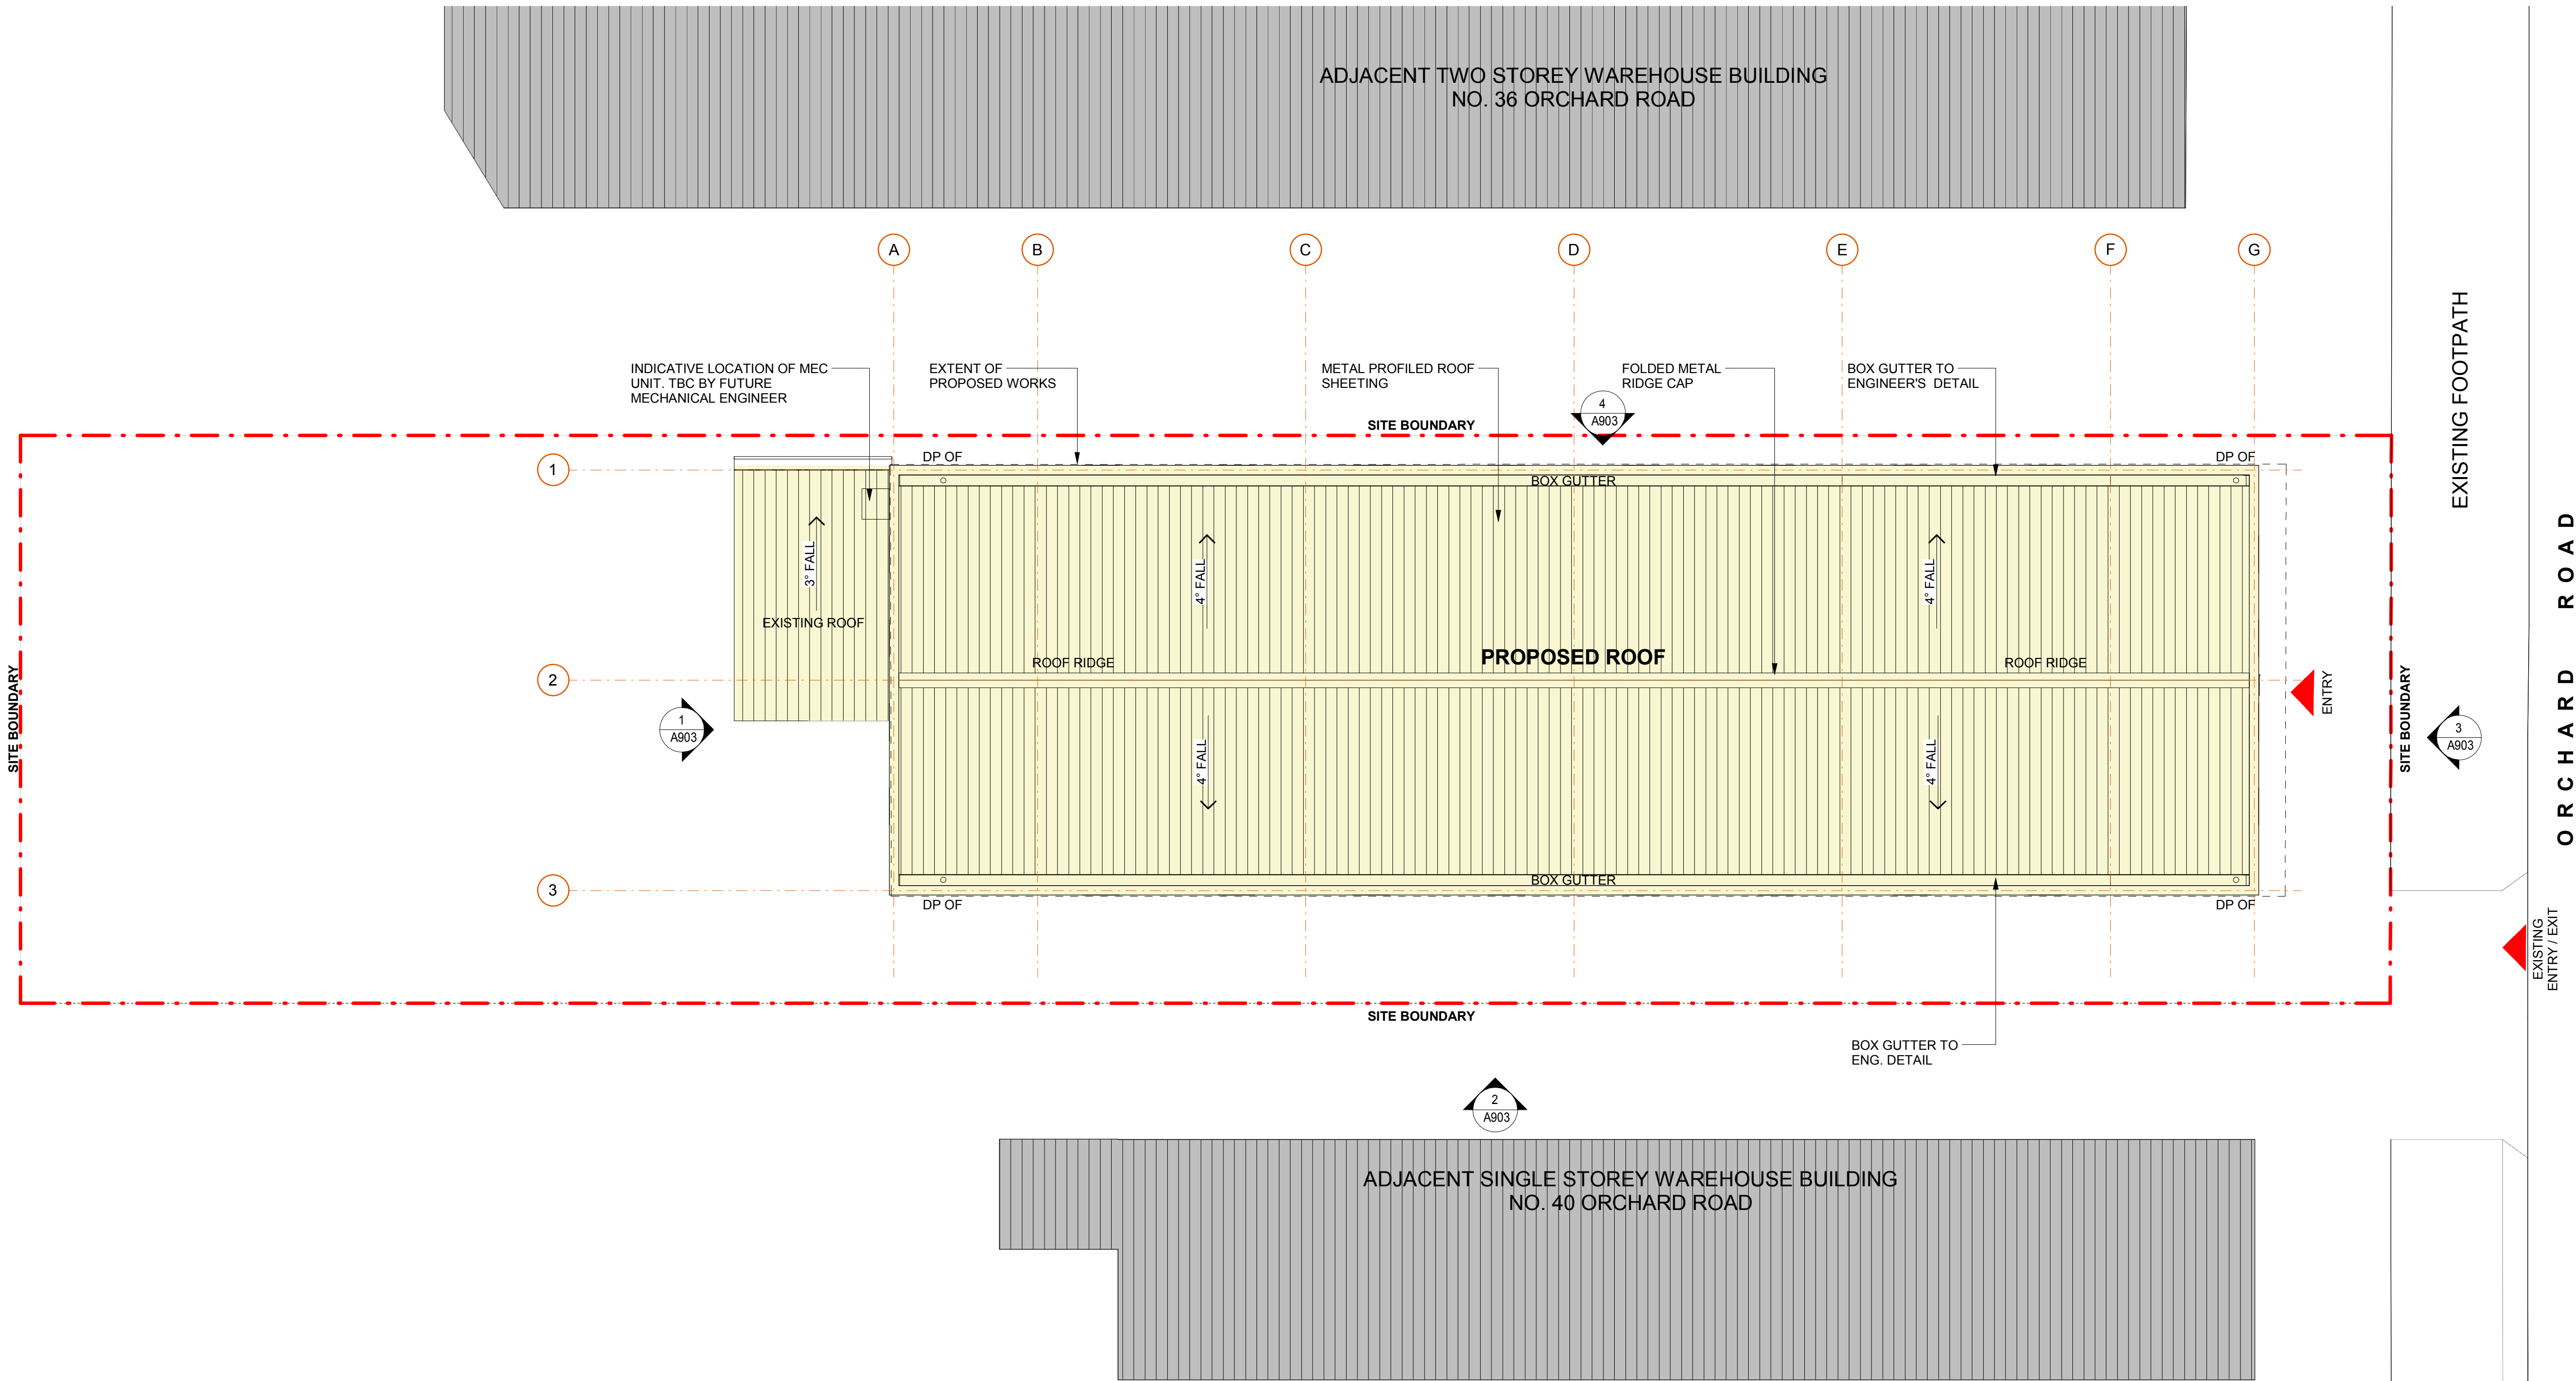 ADJACENT TWO STOREY WAREHOUSE BUILDING
NO. 36 ORCHARD ROAD
A
B
C
D
E
F
G
EXISTING FOOTPATH
INDICATIVE LOCATION OF MEC
UNIT. TBC BY FUTURE
MECHANICAL ENGINEER
EXTENT OF
PROPOSED WORKS
METAL PROFILED ROOF
SHEETING
FOLDED METAL
RIDGE CAP
BOX GUTTER TO
ENGINEER'S DETAIL
4
A903
SITE BOUNDARY
DP OF
DP OF
1
BOX GUTTER
3° FALL
4° FALL
4° FALL
EXISTING ROOF
ROOF RIDGE
PROPOSED ROOF
ROOF RIDGE
2
ENTRY
SITE BOUNDARY
SITE BOUNDARY
1
A903
3
A903
ORCHARD ROAD
4° FALL
4° FALL
3
BOX GUTTER
DP OF
DP OF
EXISTING
ENTRY / EXIT
SITE BOUNDARY
BOX GUTTER TO
ENG. DETAIL
2
A903
ADJACENT SINGLE STOREY WAREHOUSE BUILDING
NO. 40 ORCHARD ROAD